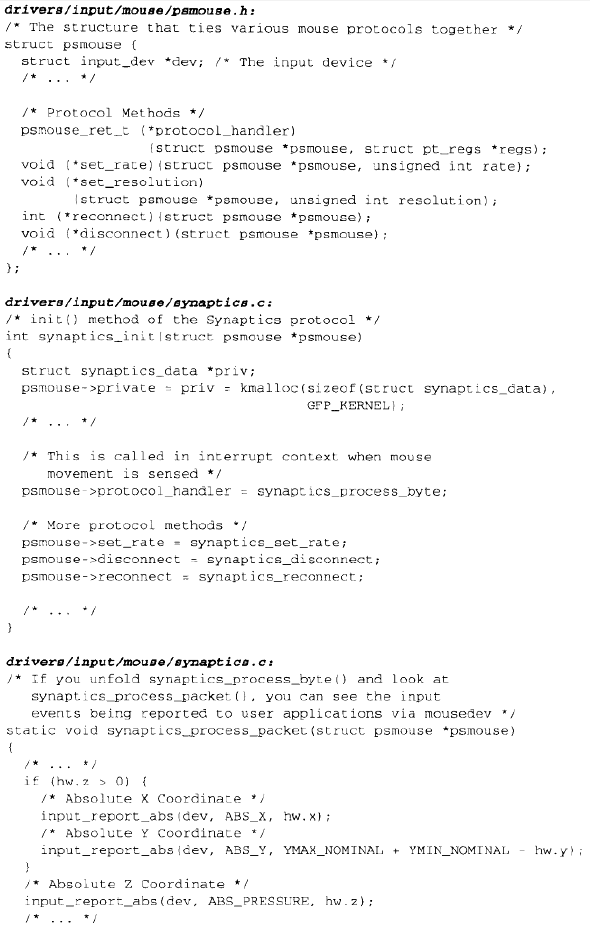 drivers/input/mouse/psmouse.h:
/* The structure that ties various mouse protocols together */
struct psmouse {
  struct input_dev *dev; /* The input device */
  /* ... */

  /* Protocol Methods */
  psmouse_ret_t (*protocol_handler)
                 (struct psmouse *psmouse, struct pt_regs *regs);
  void (*set_rate)(struct psmouse *psmouse, unsigned int rate);
  void (*set_resolution)
        (struct psmouse *psmouse, unsigned int resolution);
  int (*reconnect)(struct psmouse *psmouse);
  void (*disconnect)(struct psmouse *psmouse);
  /* ... */
};

drivers/input/mouse/synaptics.c:
/* init() method of the Synaptics protocol */
int synaptics_init(struct psmouse *psmouse)
{
  struct synaptics_data *priv;
  psmouse->private = priv = kmalloc(sizeof(struct synaptics_data),
                                    GFP_KERNEL);
  /* ... */

  /* This is called in interrupt context when mouse
     movement is sensed */
  psmouse->protocol_handler = synaptics_process_byte;

  /* More protocol methods */
  psmouse->set_rate = synaptics_set_rate;
  psmouse->disconnect = synaptics_disconnect;
  psmouse->reconnect = synaptics_reconnect;

  /* ... */
}

drivers/input/mouse/synaptics.c:
/* If you unfold synaptics_process_byte() and look at
   synaptics_process_packet(), you can see the input
   events being reported to user applications via mousedev */
static void synaptics_process_packet(struct psmouse *psmouse)
{
  /* ... */
  if (hw.z > 0) {
    /* Absolute X Coordinate */
    input_report_abs(dev, ABS_X, hw.x);
    /* Absolute Y Coordinate */
    input_report_abs(dev, ABS_Y, YMAX_NOMINAL + YMIN_NOMINAL - hw.y);
  }
  /* Absolute Z Coordinate */
  input_report_abs(dev, ABS_PRESSURE, hw.z);
  /* ... */